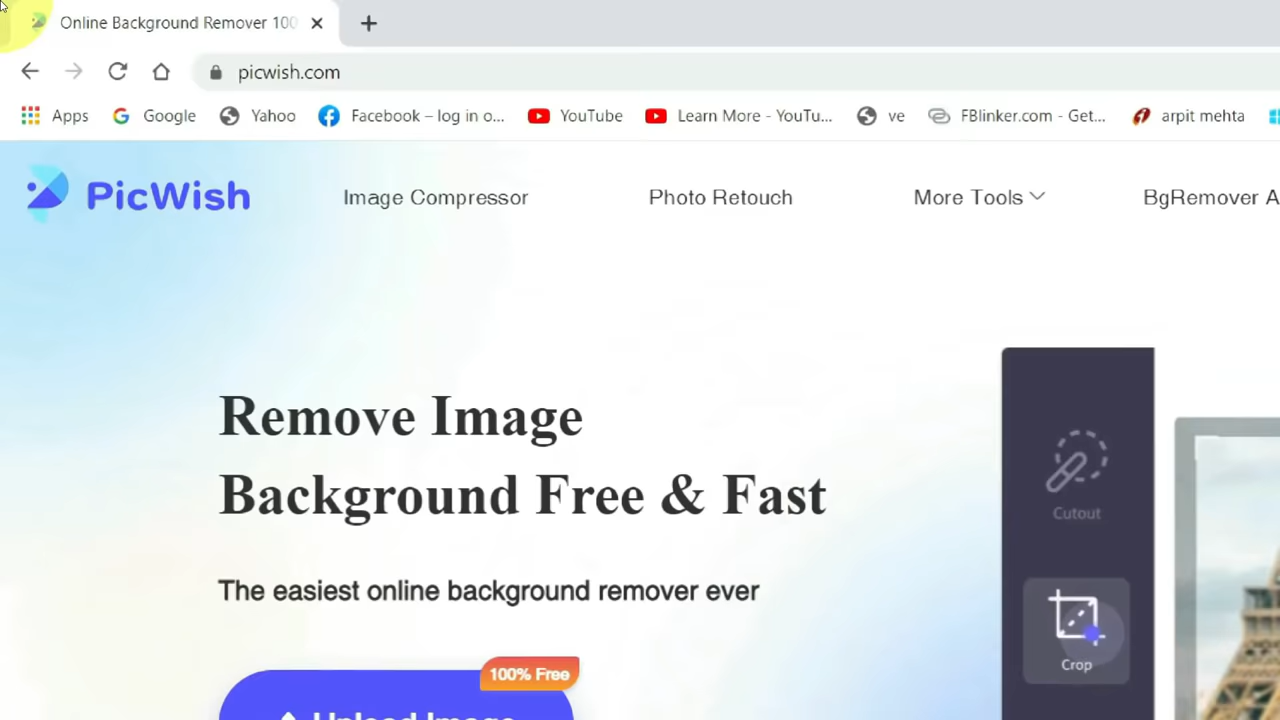 Online Background Remover 100
picwish.com
Apps Google Yahoo Facebook – log in o... YouTube Learn More - YouTu... ve FBlinker.com - Get... arpit mehta
PicWish Image Compressor Photo Retouch More Tools BgRemover A
Remove Image
Background Free & Fast
Cutout
The easiest online background remover ever
Crop
100% Free
Upload Image